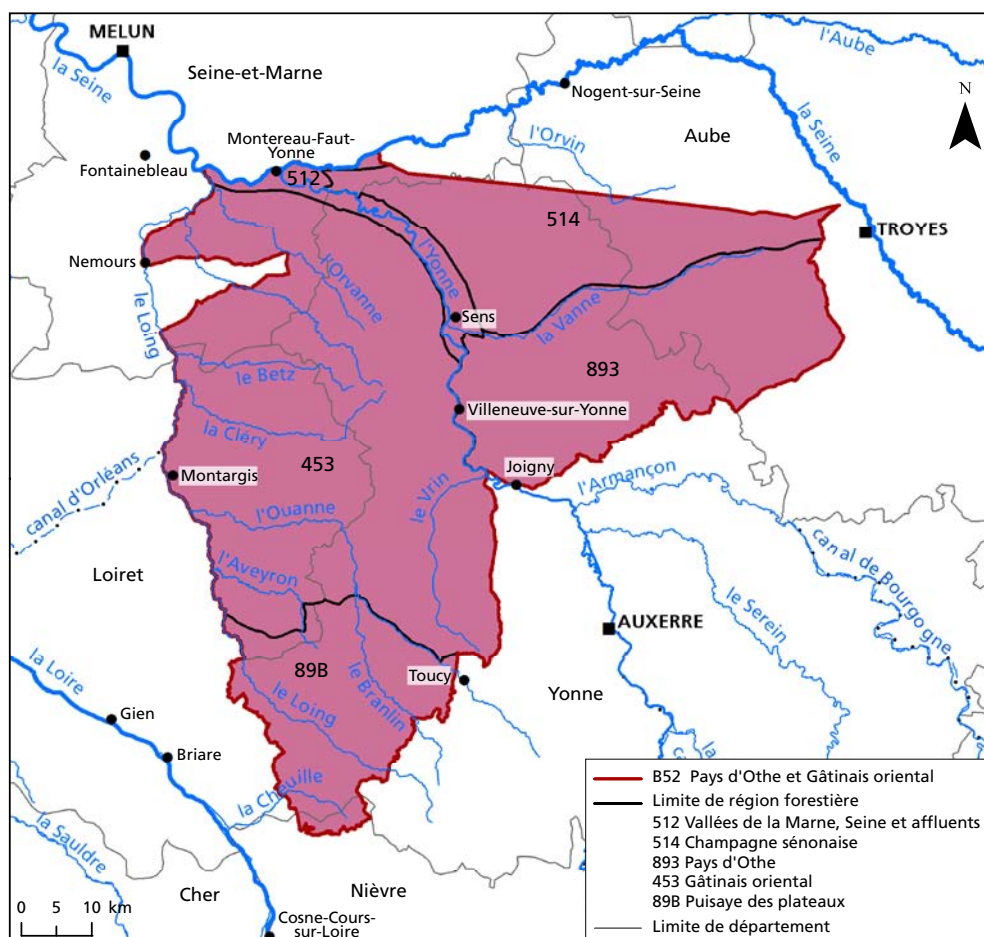 MELUN
Seine-et-Marne
la Seine
l'Aube
Nogent-sur-Seine
N
Montereau-Faut-
Yonne
l'Orvin
Aube
la Seine
Fontainebleau
512
514
TROYES
Nemours
l'Orvanne
l'Yonne
le Loing
Sens
la Vanne
le Betz
893
Villeneuve-sur-Yonne
la Cléry
453
Montargis
Joigny
canal d'Orléans
l'Armançon
l'Ouanne
le Vrin
canal de Bourgogne
Loiret
l'Aveyron
le Serein
AUXERRE
89B
Toucy
la Loire
le Loing
le Branlin
Yonne
Gien
Briare
la Cheuille
la Sauldre
Cher
Nièvre
0 5 10 km
Cosne-Cours-
sur-Loire
B52 Pays d'Othe et Gâtinais oriental
Limite de région forestière
512 Vallées de la Marne, Seine et affluents
514 Champagne sénonaise
893 Pays d'Othe
453 Gâtinais oriental
89B Puisaye des plateaux
Limite de département